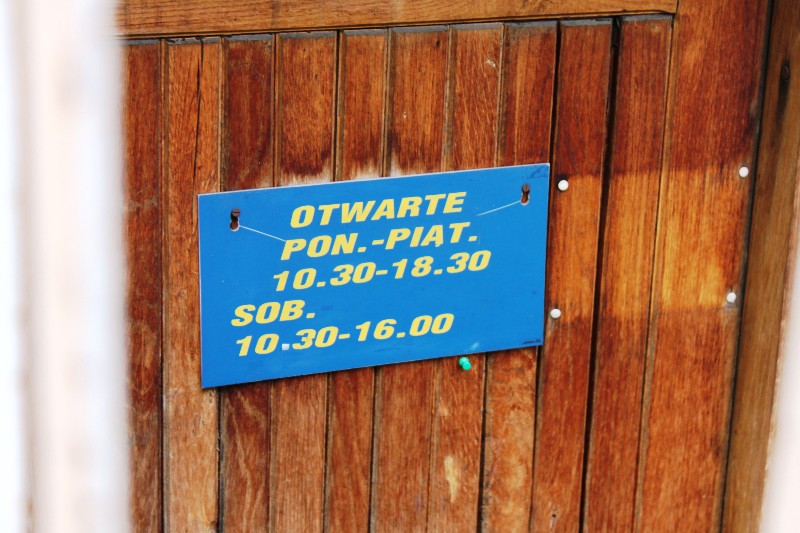 OTWARTE
PON.-PIĄT.
10.30-18.30
SOB.
10.30-16.00